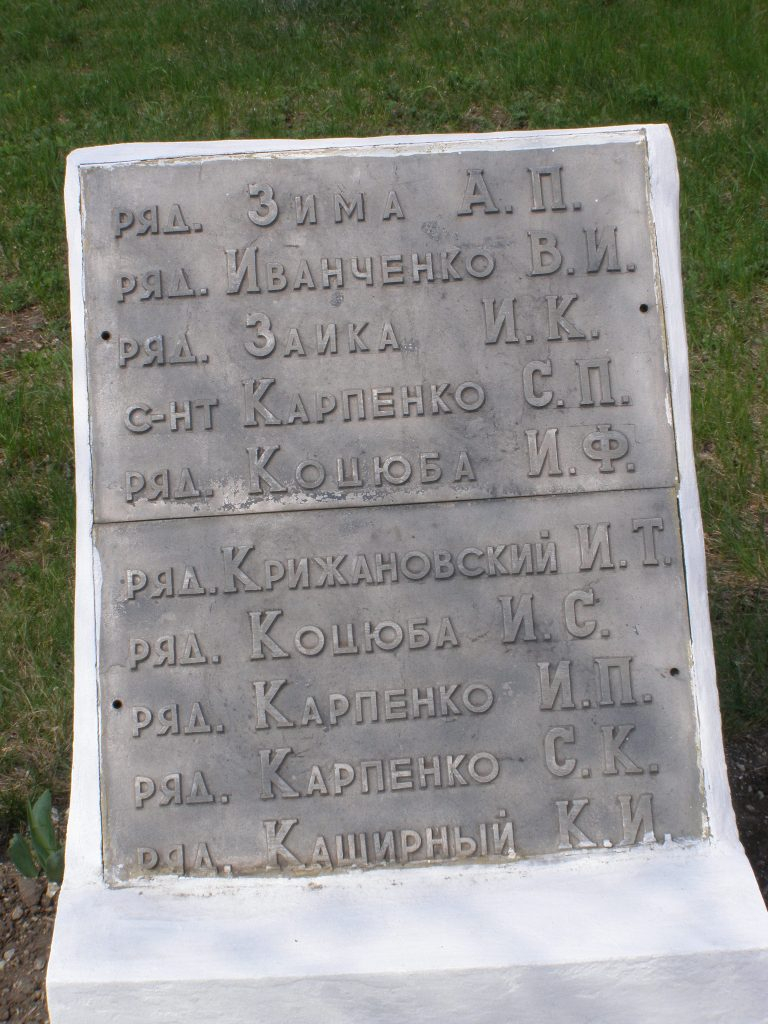 ряд. Зима А.П.
ряд. Иванченко В.И.
ряд. Заика И.К.
с-нт Карпенко С.П.
ряд. Коцюба И.Ф.
ряд. Крижановский И.Т.
ряд. Коцюба И.С.
ряд. Карпенко И.П.
ряд. Карпенко С.К.
ряд. Каширный К И